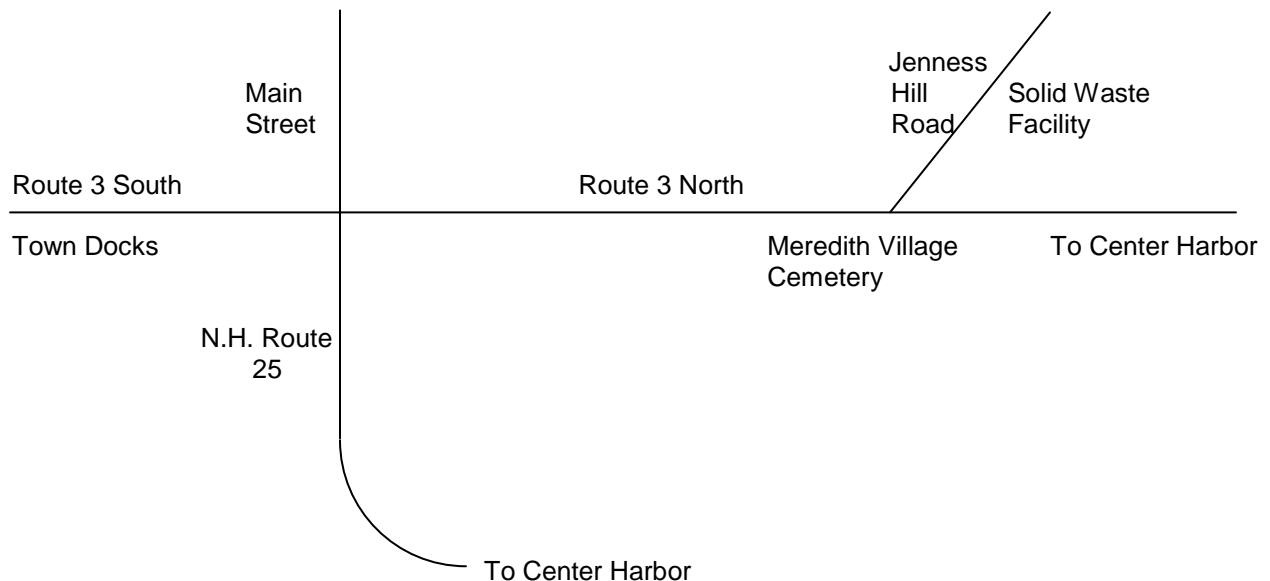 Jenness
Hill
Road
Main
Street
Solid Waste
Facility
Route 3 South
Route 3 North
Town Docks
Meredith Village
Cemetery
To Center Harbor
N.H. Route
25
To Center Harbor